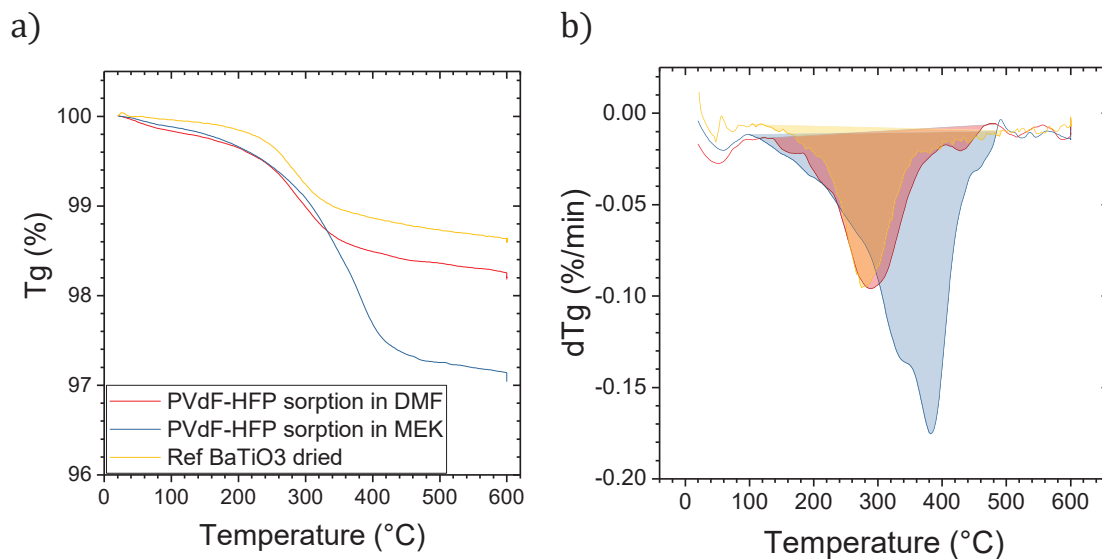 a)
b)
100
99
98
97
96
Tg (%)
PVdF-HFP sorption in DMF
PVdF-HFP sorption in MEK
Ref BaTiO3 dried
0 100 200 300 400 500 600
Temperature (°C)
0.00
-0.05
-0.10
-0.15
-0.20
dTg (%/min)
0 100 200 300 400 500 600
Temperature (°C)